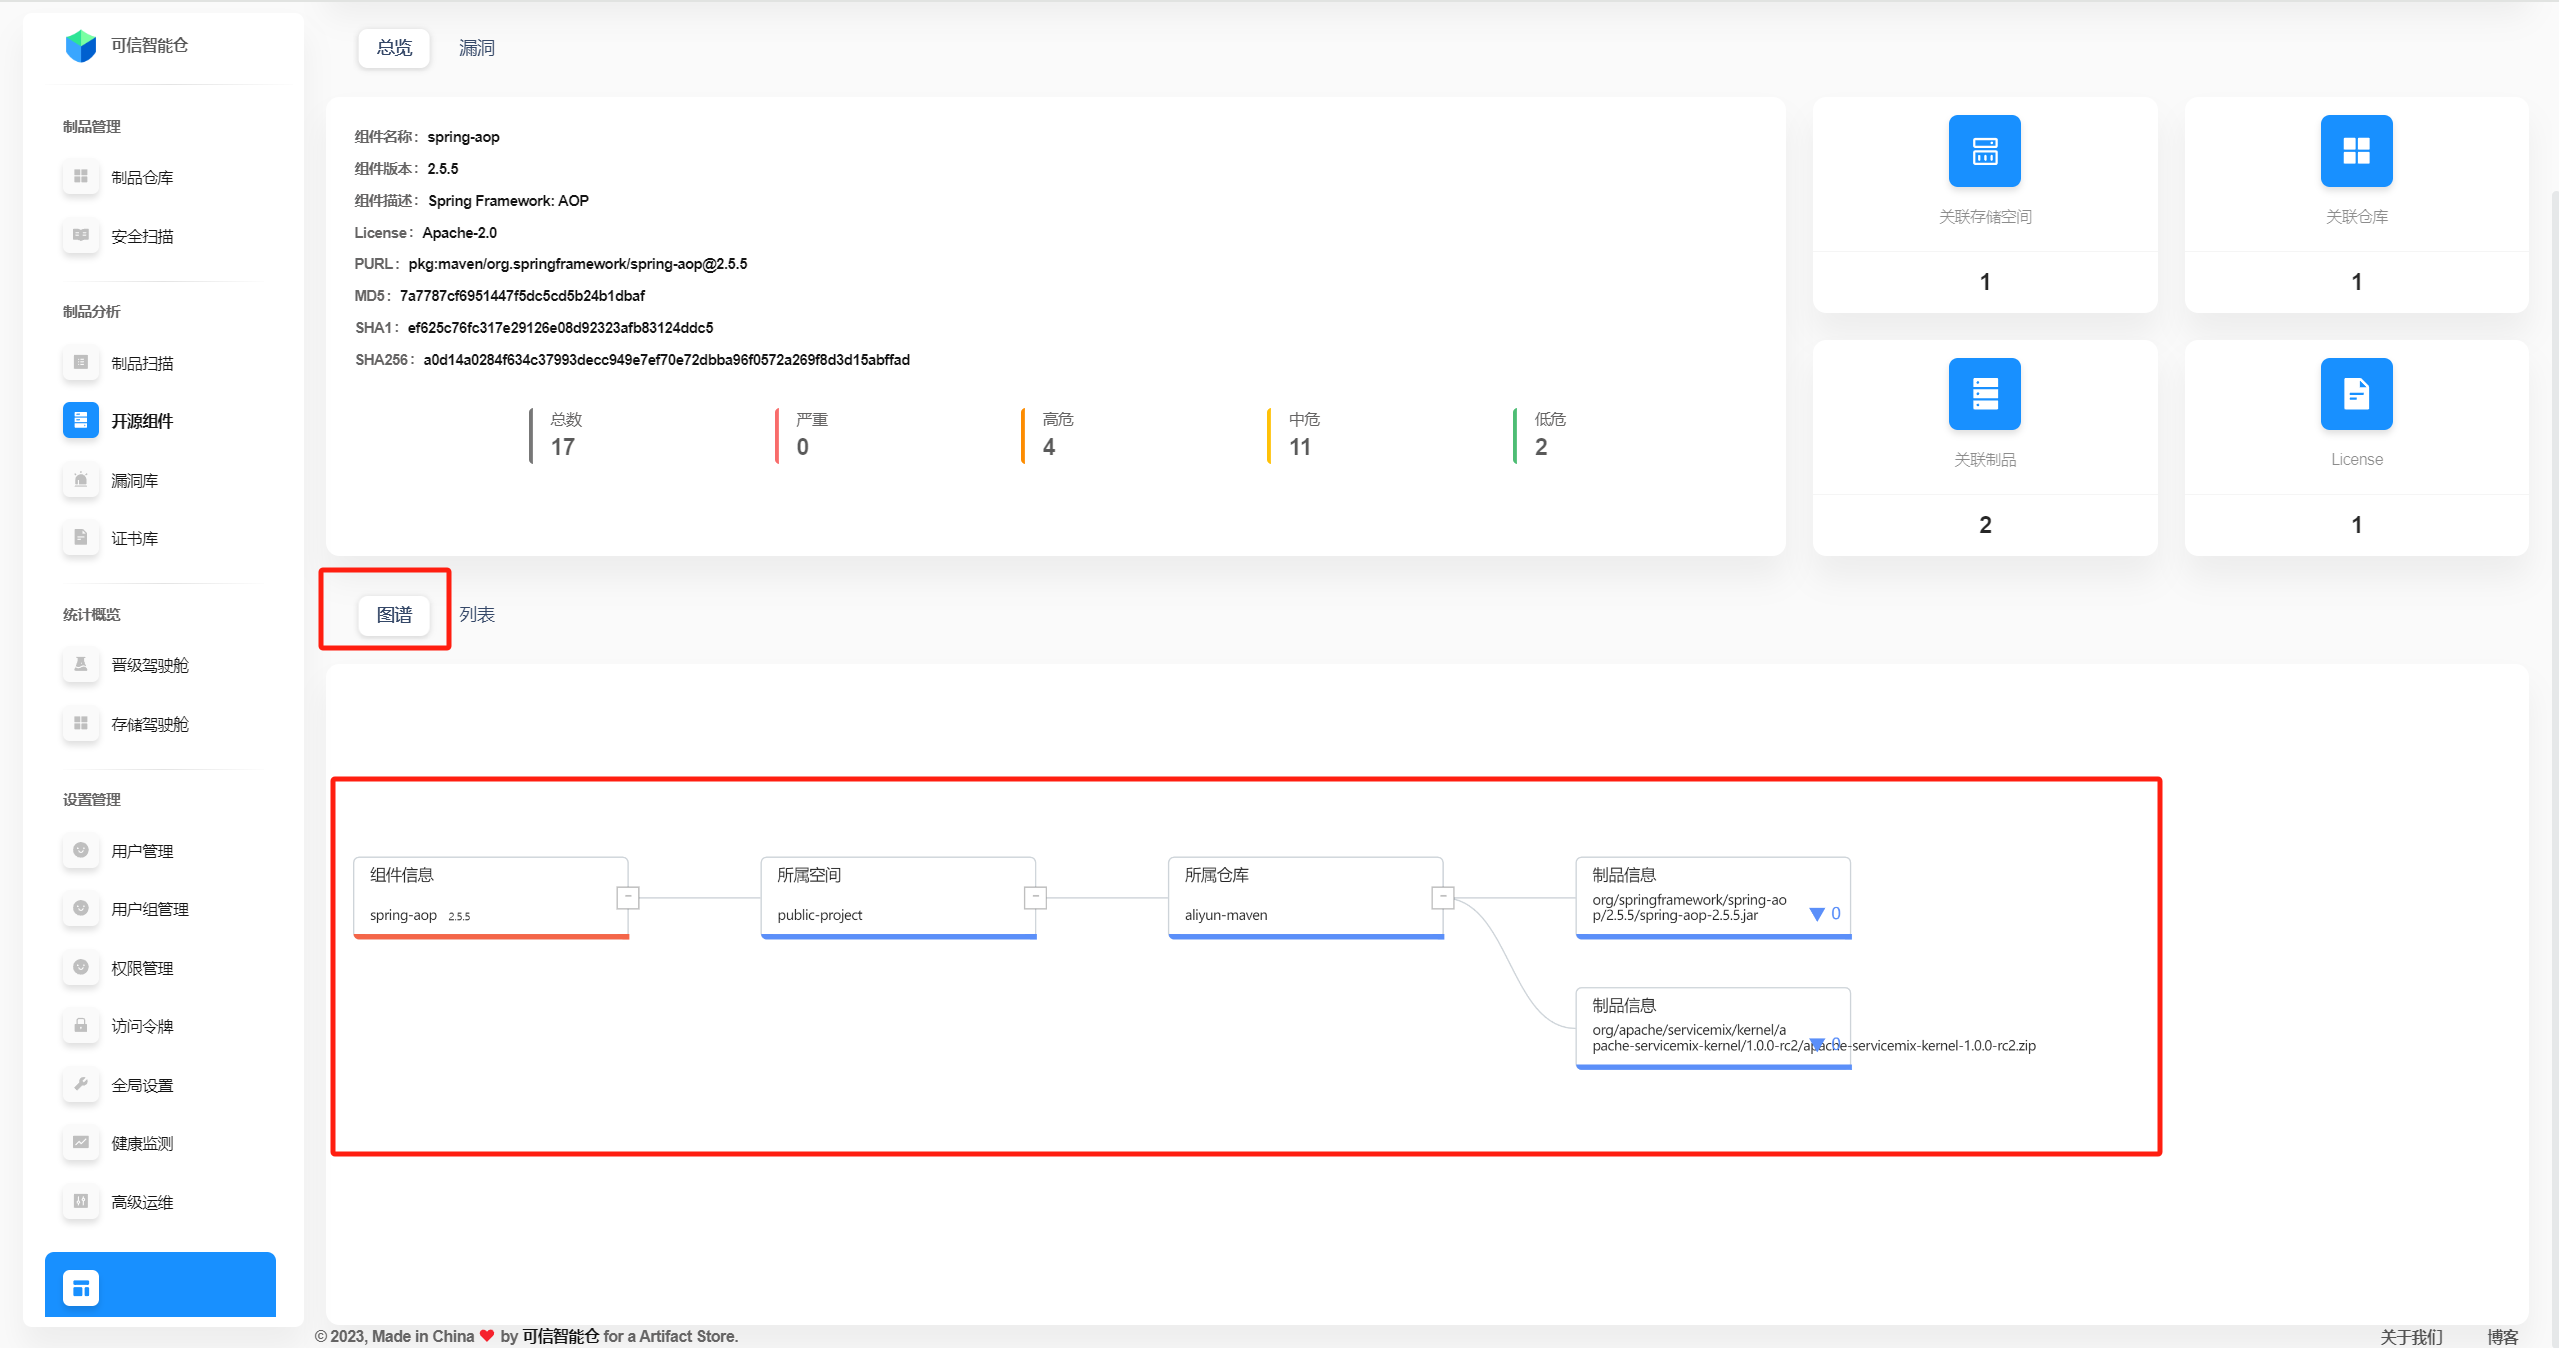 可信智能仓
制品管理
制品仓库
安全扫描
制品分析
制品扫描
开源组件
漏洞库
证书库
统计概览
晋级驾驶舱
存储驾驶舱
设置管理
用户管理
用户组管理
权限管理
访问令牌
全局设置
健康监测
高级运维
总览 漏洞
组件名称： spring-aop
组件版本： 2.5.5
组件描述： Spring Framework: AOP
License： Apache-2.0
PURL： pkg:maven/org.springframework/spring-aop@2.5.5
MD5： 7a7787cf6951447f5dc5cd5b24b1dbaf
SHA1： ef625c76fc317e29126e08d92323afb83124ddc5
SHA256： a0d14a0284f634c37993decc949e7ef70e72dbba96f0572a269f8d3d15abffad
总数 严重 高危 中危 低危
17 0 4 11 2
关联存储空间
1
关联仓库
1
关联制品
2
License
1
图谱 列表
组件信息
spring-aop 2.5.5
所属空间
public-project
所属仓库
aliyun-maven
制品信息
org/springframework/spring-ao
p/2.5.5/spring-aop-2.5.5.jar
0
制品信息
org/apache/servicemix/kernel/a
pache-servicemix-kernel/1.0.0-rc2/apache-servicemix-kernel-1.0.0-rc2.zip
0
© 2023, Made in China ❤ by 可信智能仓 for a Artifact Store.
关于我们 博客